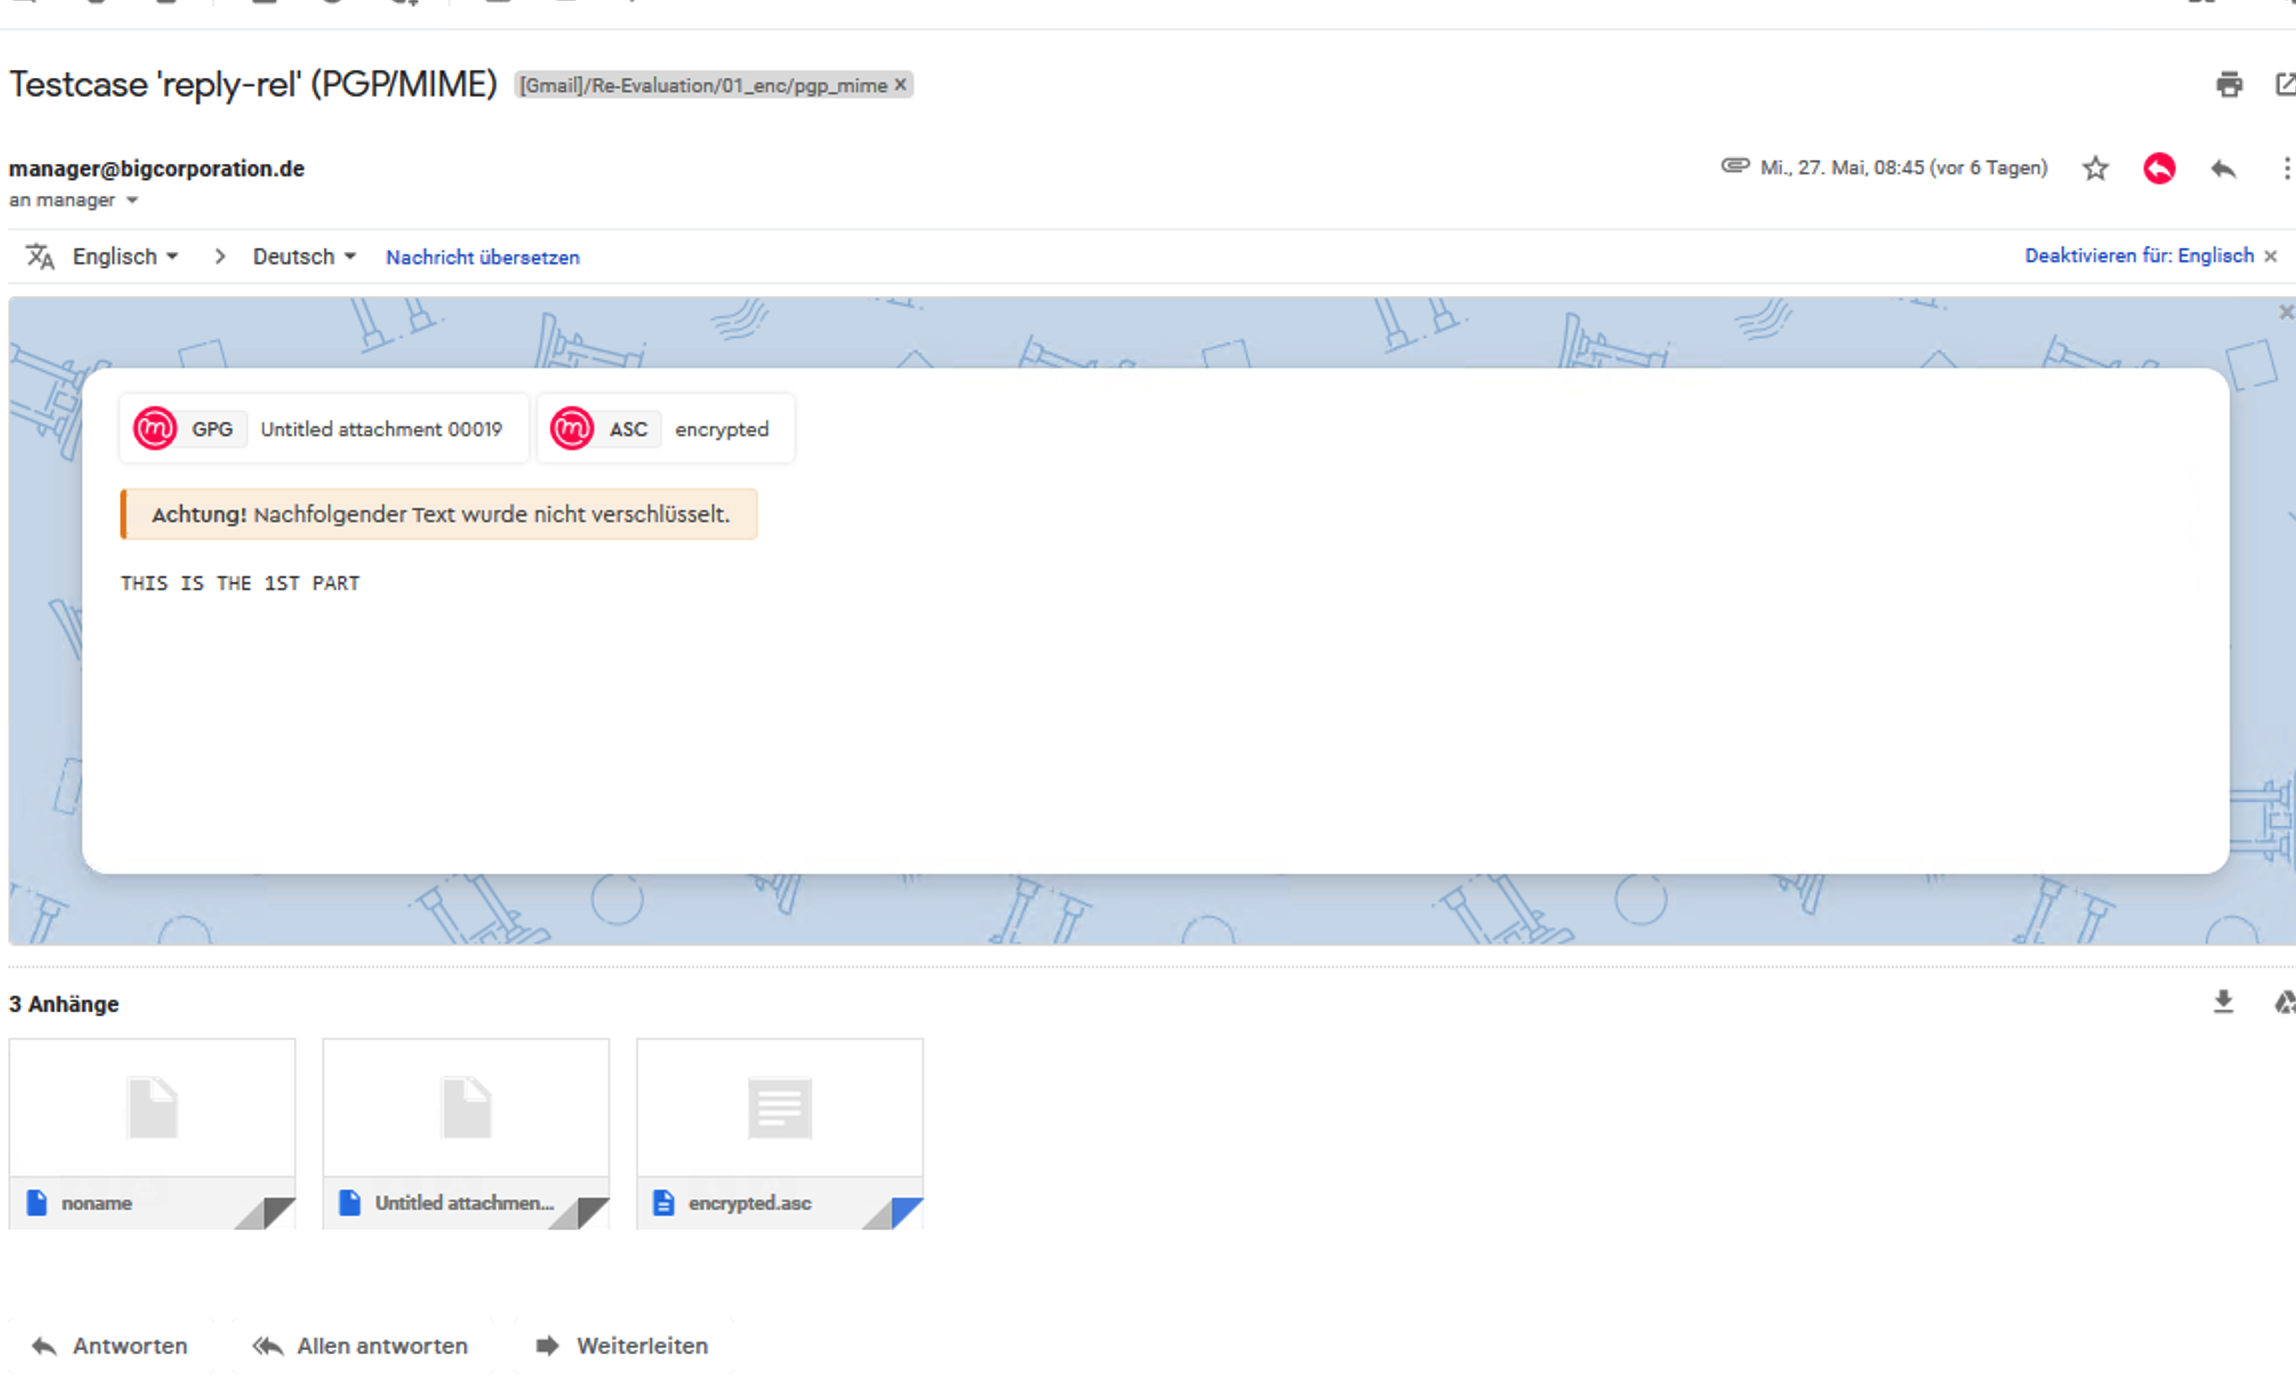 Testcase 'reply-rel' (PGP/MIME) [Gmail]/Re-Evaluation/01_enc/pgp_mime ×
manager@bigcorporation.de Mi., 27. Mai, 08:45 (vor 6 Tagen)
an manager
Englisch > Deutsch Nachricht übersetzen Deaktivieren für: Englisch ×
GPG Untitled attachment 00019 ASC encrypted
Achtung! Nachfolgender Text wurde nicht verschlüsselt.
THIS IS THE 1ST PART
3 Anhänge
noname Untitled attachmen... encrypted.asc
Antworten Allen antworten Weiterleiten